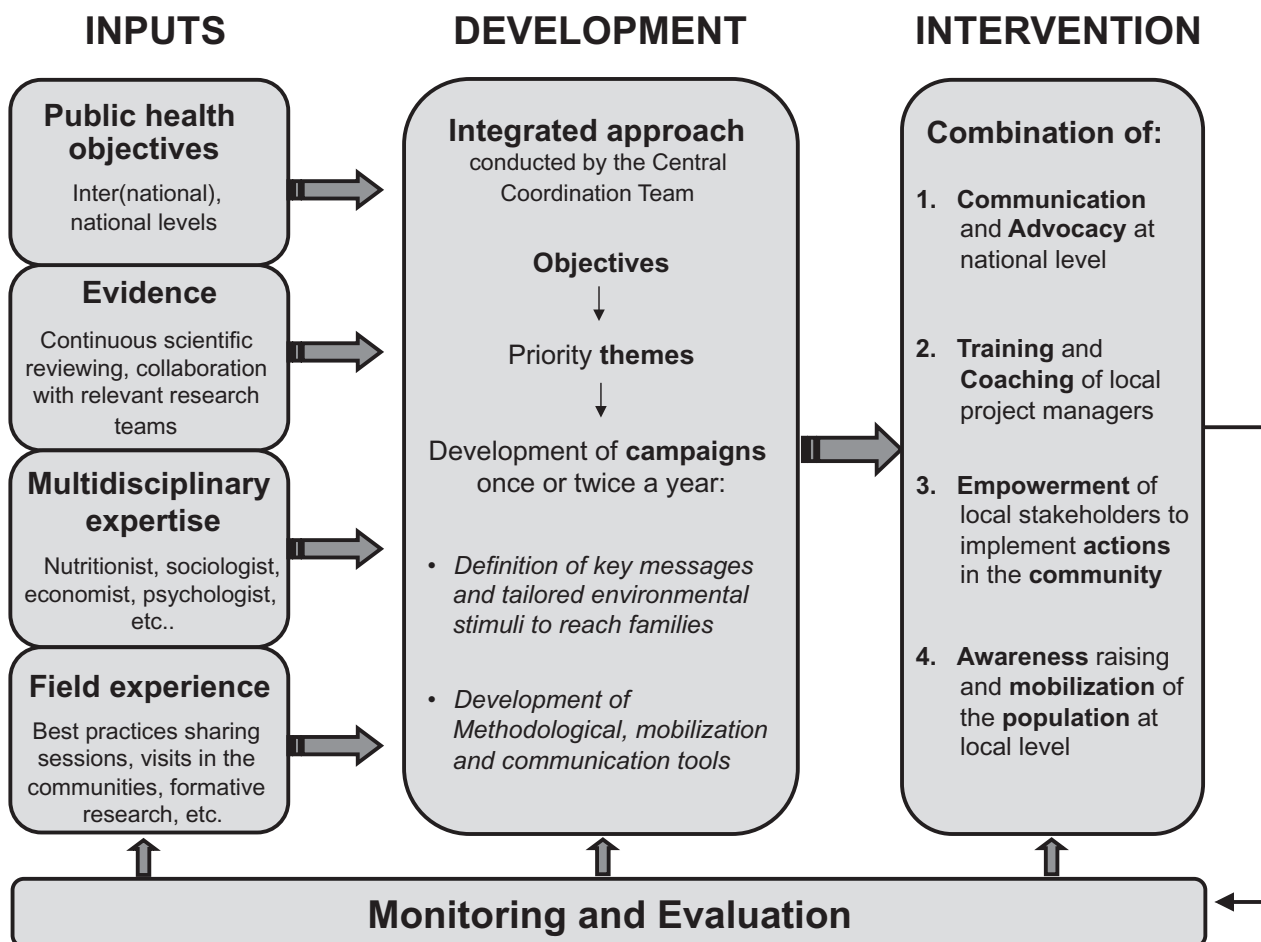 INPUTS
Public health
objectives
Inter(national),
national levels
Evidence
Continuous scientific
reviewing, collaboration
with relevant research
teams
Multidisciplinary
expertise
Nutritionist, sociologist,
economist, psychologist,
etc..
Field experience
Best practices sharing
sessions, visits in the
communities, formative
research, etc.
DEVELOPMENT
Integrated approach
conducted by the Central
Coordination Team
Objectives
Priority themes
Development of campaigns
once or twice a year:
• Definition of key messages
and tailored environmental
stimuli to reach families
• Development of
Methodological, mobilization
and communication tools
INTERVENTION
Combination of:
1. Communication
and Advocacy at
national level
2. Training and
Coaching of local
project managers
3. Empowerment of
local stakeholders to
implement actions
in the community
4. Awareness raising
and mobilization of
the population at
local level
Monitoring and Evaluation